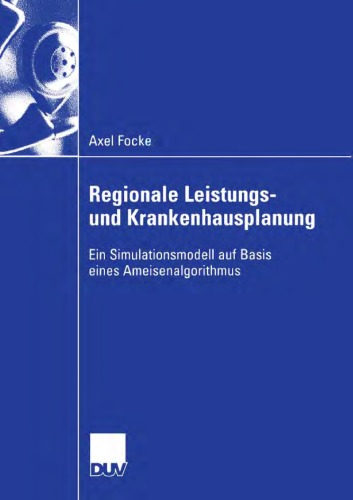 Axel Focke
Regionale Leistungs-
und Krankenhausplanung
Ein Simulationsmodell auf Basis
eines Ameisenalgorithmus
DUV